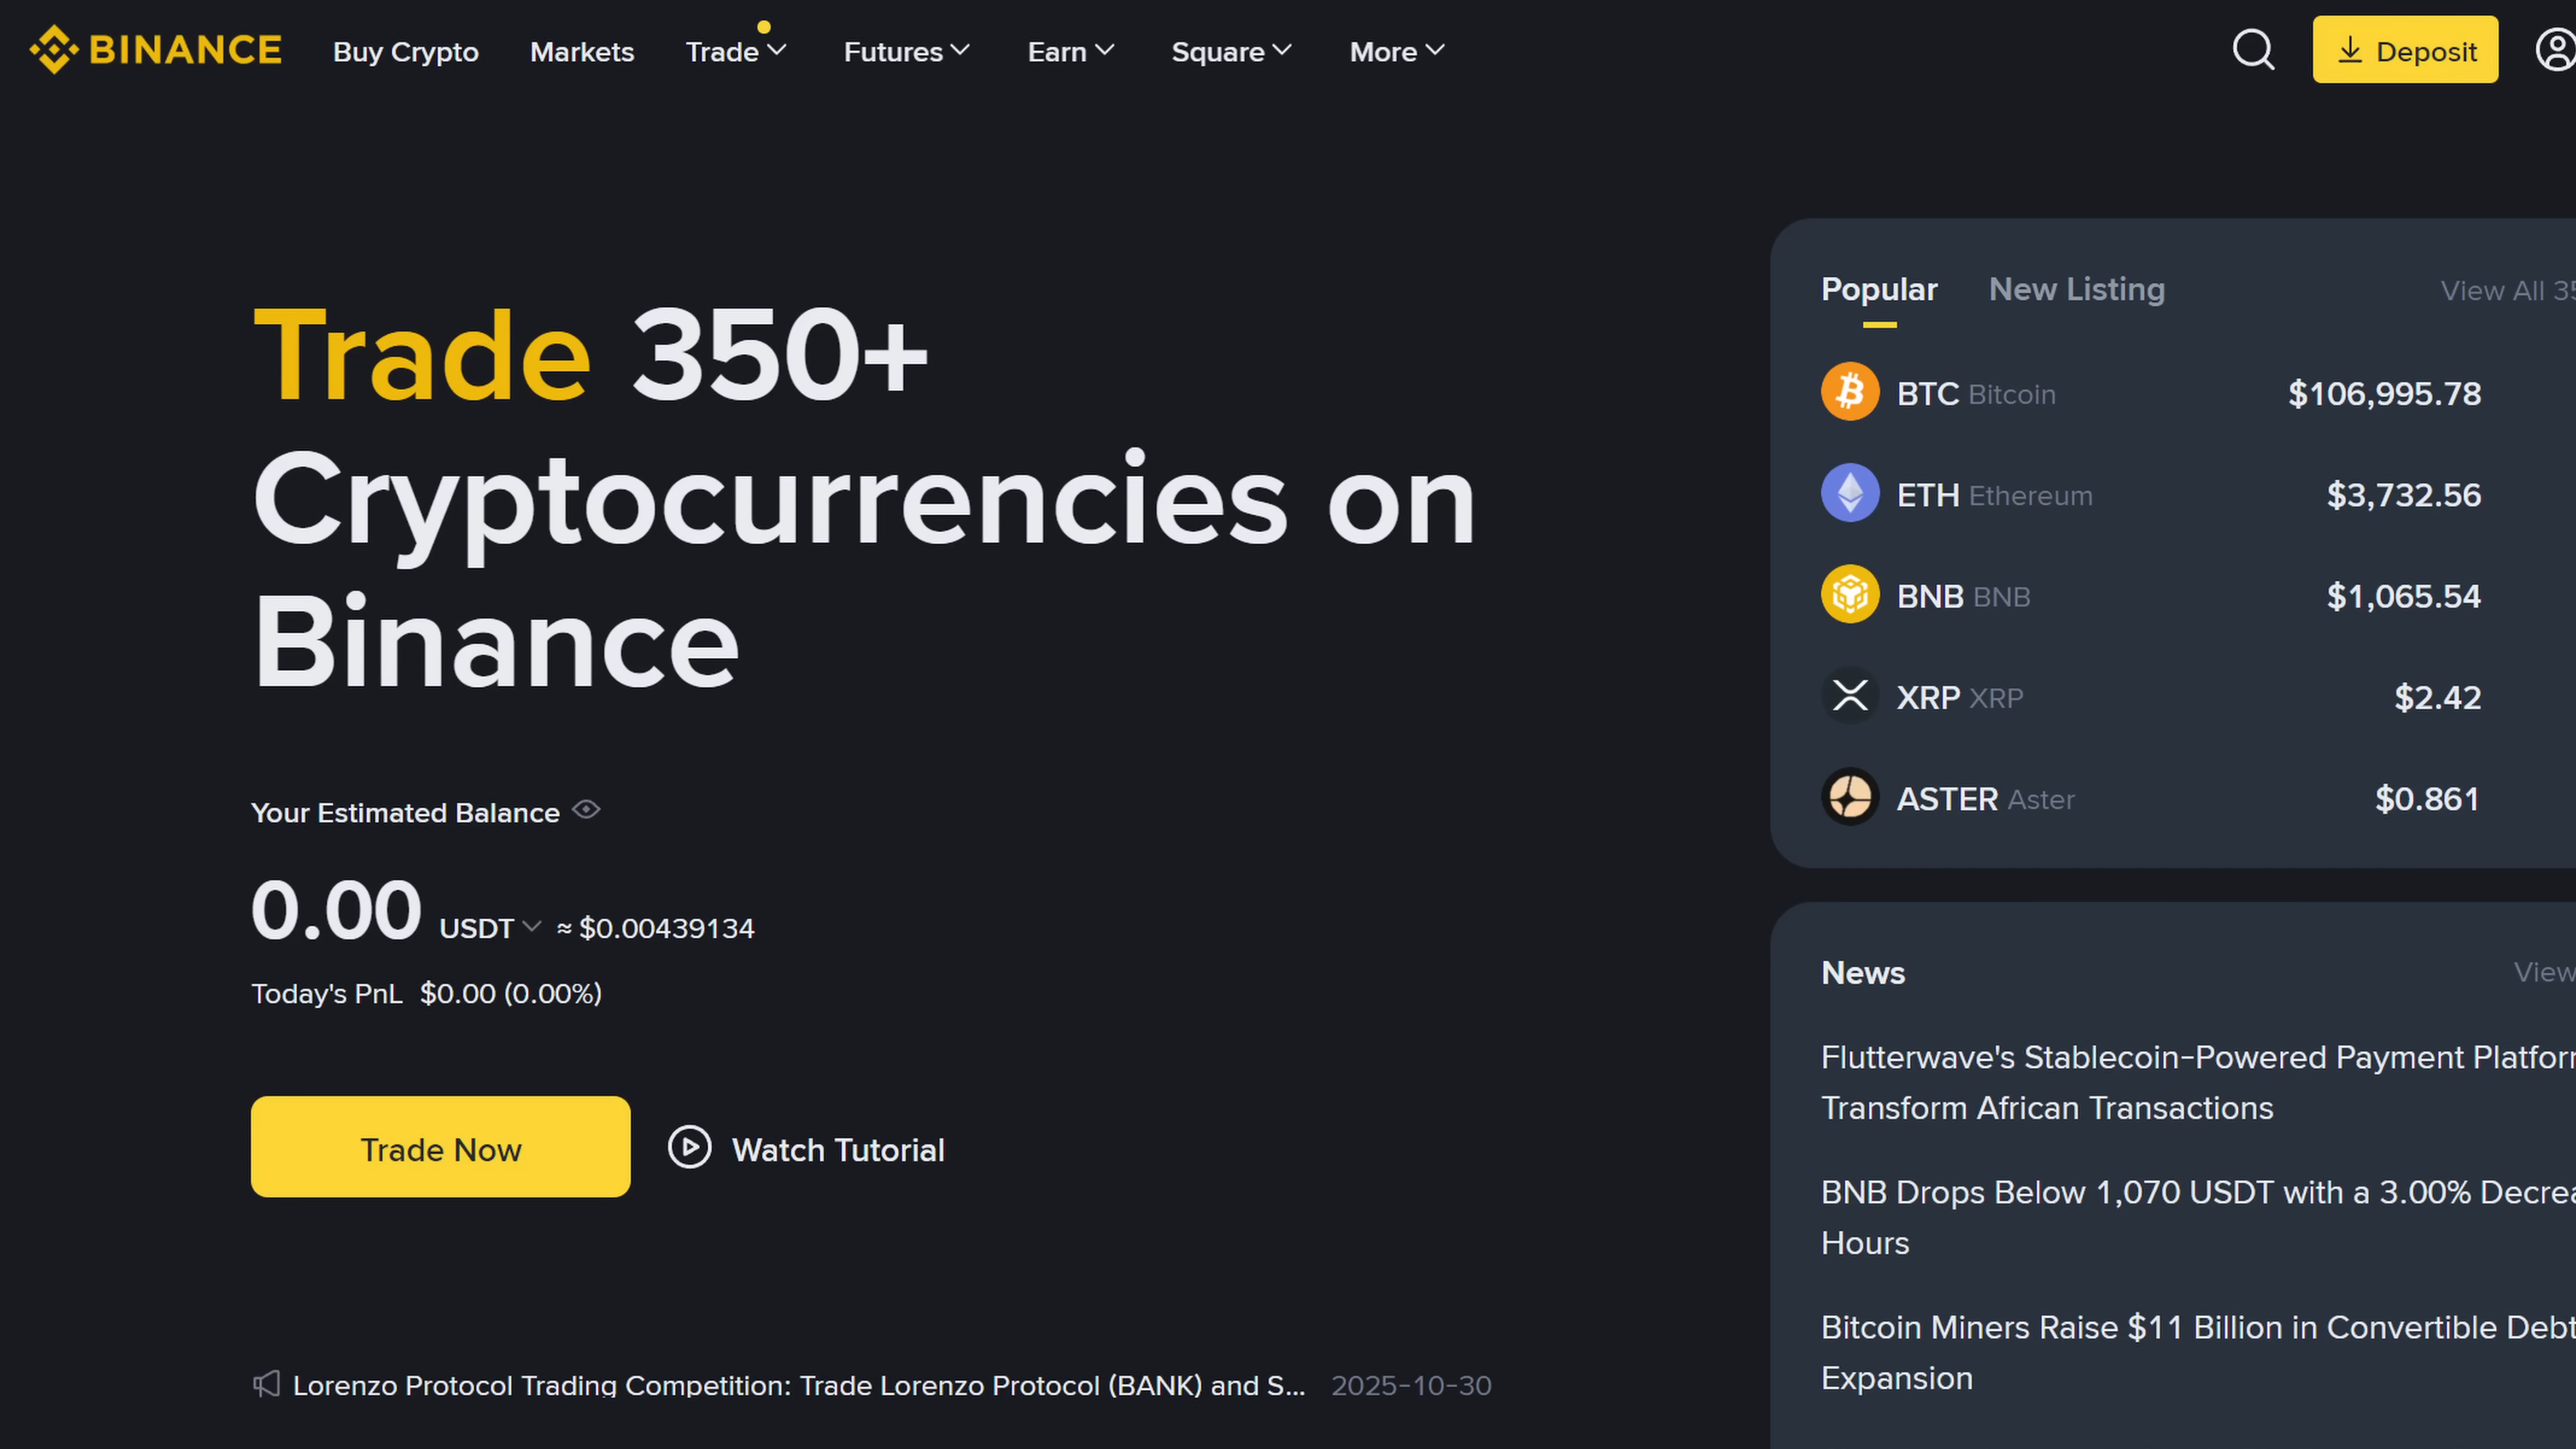 BINANCE Buy Crypto Markets Trade Futures Earn Square More Deposit
Trade 350+
Cryptocurrencies on
Binance
Your Estimated Balance
0.00 USDT ≈ $0.00439134
Today's PnL $0.00 (0.00%)
Trade Now Watch Tutorial
Lorenzo Protocol Trading Competition: Trade Lorenzo Protocol (BANK) and S... 2025-10-30
Popular New Listing View All
BTC Bitcoin $106,995.78
ETH Ethereum $3,732.56
BNB BNB $1,065.54
XRP XRP $2.42
ASTER Aster $0.861
News View
Flutterwave's Stablecoin-Powered Payment
Transform African Transactions
BNB Drops Below 1,070 USDT with a 3.00%
Hours
Bitcoin Miners Raise $11 Billion in Convertible Debt
Expansion